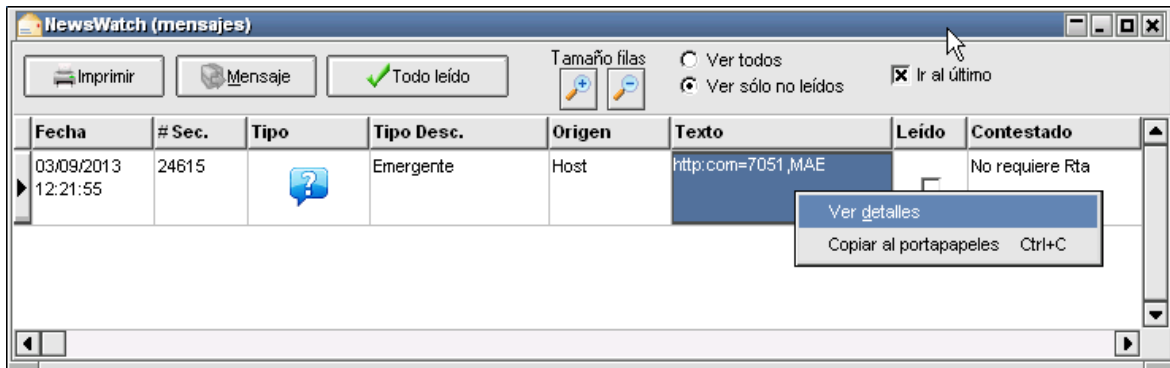 NewsWatch (mensajes)
Imprimir
Mensaje
Todo leído
Tamaño filas
Ver todos
Ver sólo no leídos
Ir al último
Fecha
# Sec.
Tipo
Tipo Desc.
Origen
Texto
Leído
Contestado
03/09/2013
12:21:55
24615
Emergente
Host
http:com=7051,MAE
No requiere Rta
Ver detalles
Copiar al portapapeles Ctrl+C